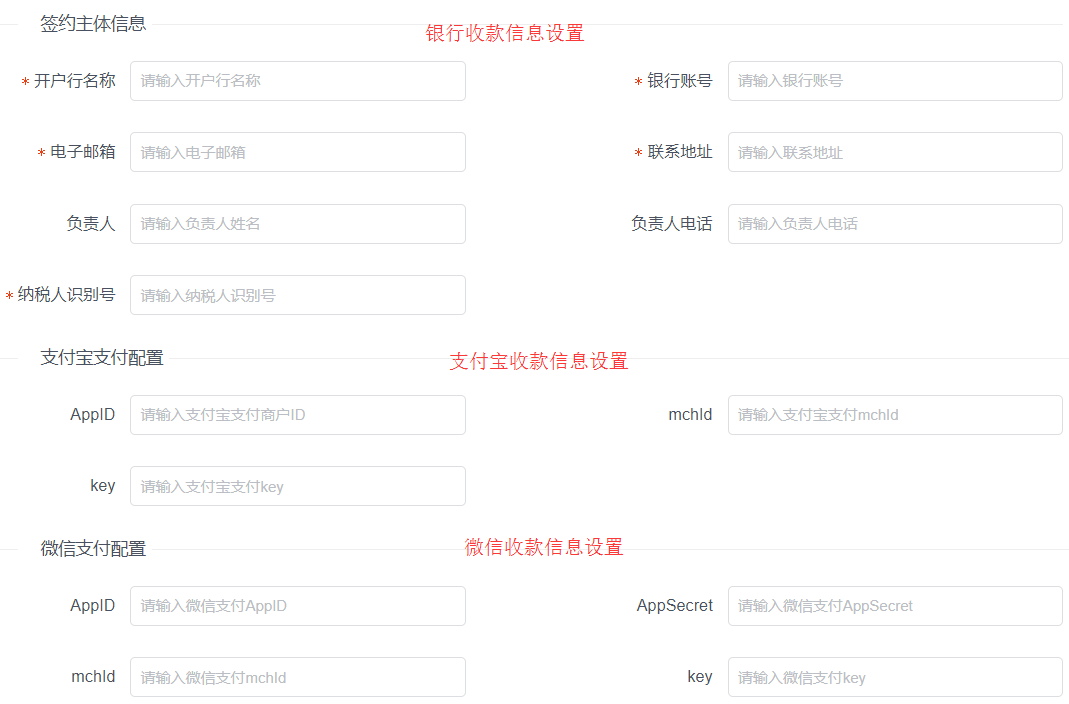 签约主体信息
银行收款信息设置
* 开户行名称 请输入开户行名称 * 银行账号 请输入银行账号
* 电子邮箱 请输入电子邮箱 * 联系地址 请输入联系地址
负责人 请输入负责人姓名 负责人电话 请输入负责人电话
* 纳税人识别号 请输入纳税人识别号
支付宝支付配置 支付宝收款信息设置
AppID 请输入支付宝支付商户ID mchId 请输入支付宝支付mchId
key 请输入支付宝支付key
微信支付配置 微信收款信息设置
AppID 请输入微信支付AppID AppSecret 请输入微信支付AppSecret
mchId 请输入微信支付mchId key 请输入微信支付key